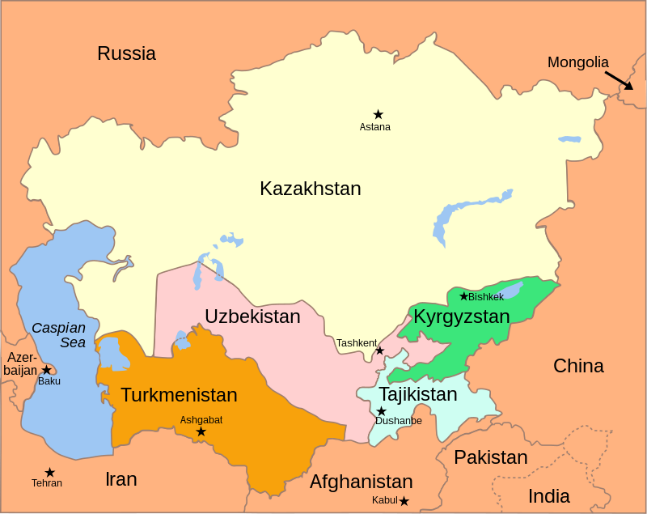 Russia
Mongolia
Astana
Kazakhstan
Bishkek
Uzbekistan
Kyrgyzstan
Caspian
Sea
Tashkent
Azer-
baijan
Baku
China
Turkmenistan
Tajikistan
Ashgabat
Dushanbe
Pakistan
Tehran
Iran
Afghanistan
Kabul
India